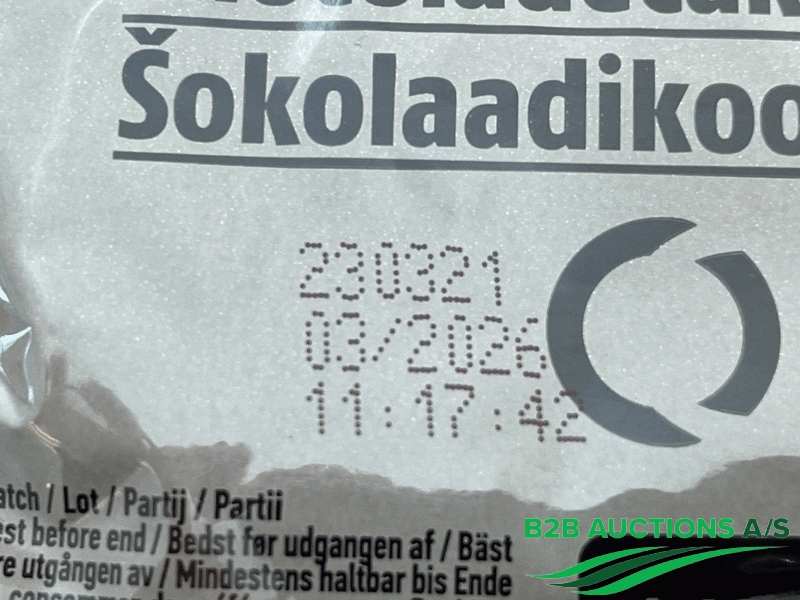 Šokolaadikoo
230321
03/2026
11:17:42
atch / Lot / Partij / Partii
est before end / Bedst før udgangen af / Bäst
re utgången av / Mindestens haltbar bis Ende
B2B AUCTIONS A/S